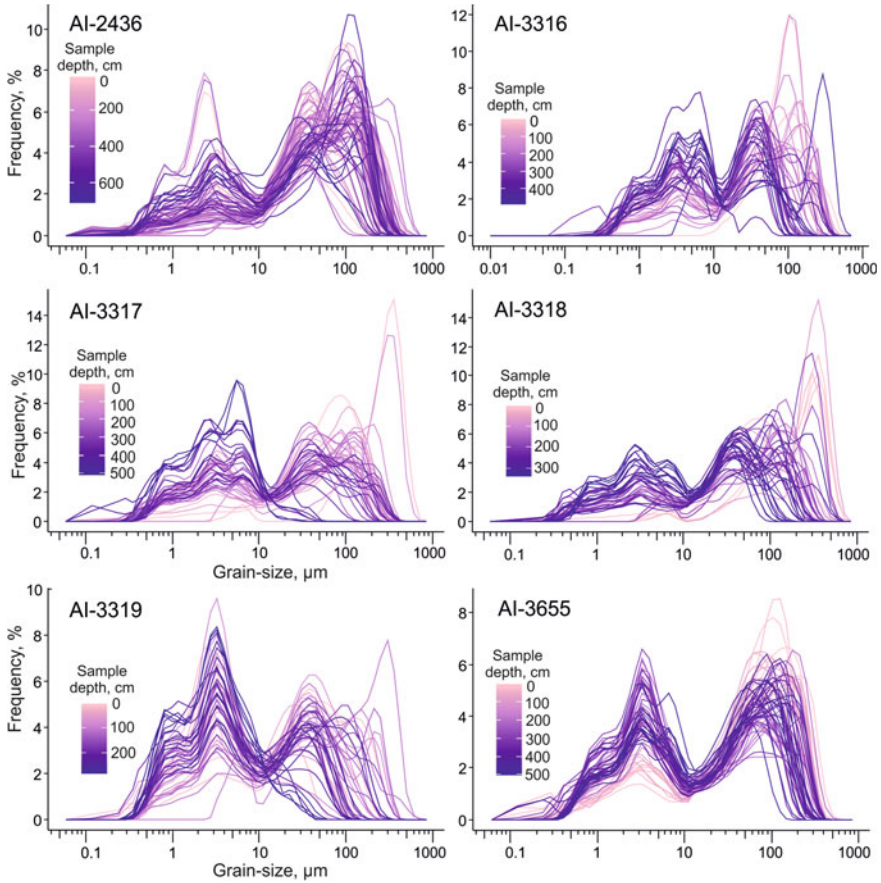 AI-2436
Sample
depth, cm
0
200
400
600
Frequency, %
10
8
6
4
2
0
0.1 1 10 100 1000
AI-3316
Sample
depth, cm
0
100
200
300
400
12
10
8
6
4
2
0
0.01 0.1 1 10 100 1000
AI-3317
Sample
depth, cm
0
100
200
300
400
500
Frequency, %
14
12
10
8
6
4
2
0
0.1 1 10 100 1000
Grain-size, µm
AI-3318
Sample
depth, cm
0
100
200
300
14
12
10
8
6
4
2
0
0.1 1 10 100 1000
AI-3319
Sample
depth, cm
0
100
200
Frequency, %
10
8
6
4
2
0
0.1 1 10 100 1000
Grain-size, µm
AI-3655
Sample
depth, cm
0
100
200
300
400
500
8
6
4
2
0
0.1 1 10 100 1000